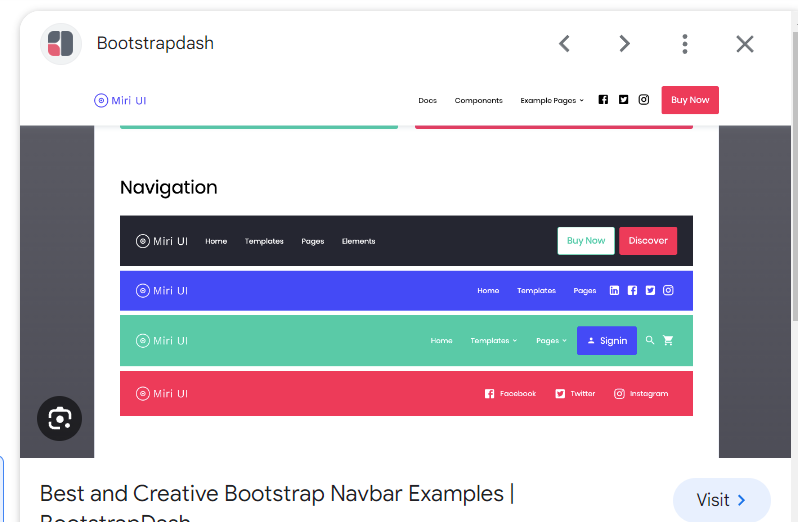 Bootstrapdash
Miri UI Docs Components Example Pages Buy Now
Navigation
Miri UI Home Templates Pages Elements Buy Now Discover
Miri UI Home Templates Pages
Miri UI Home Templates Pages Signin
Miri UI Facebook Twitter Instagram
Best and Creative Bootstrap Navbar Examples |
BootstrapDash
Visit